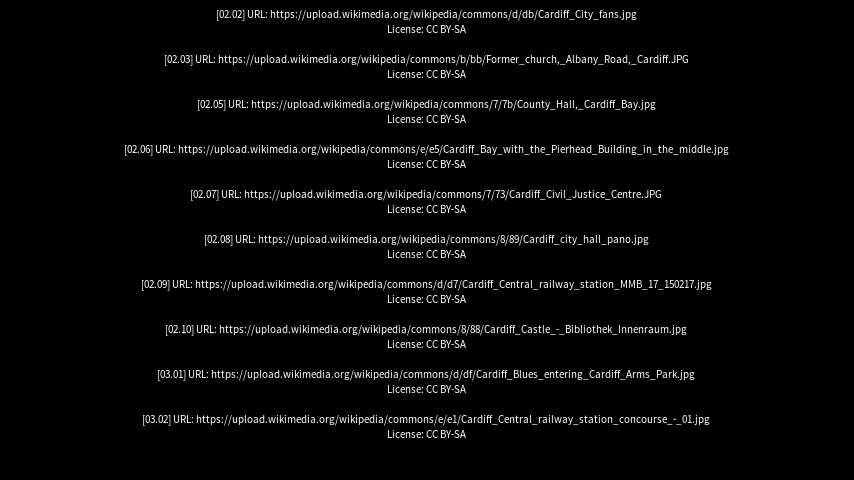 [02.02] URL: https://upload.wikimedia.org/wikipedia/commons/d/db/Cardiff_City_fans.jpg
License: CC BY-SA
[02.03] URL: https://upload.wikimedia.org/wikipedia/commons/b/bb/Former_church,_Albany_Road,_Cardiff.JPG
License: CC BY-SA
[02.05] URL: https://upload.wikimedia.org/wikipedia/commons/7/7b/County_Hall,_Cardiff_Bay.jpg
License: CC BY-SA
[02.06] URL: https://upload.wikimedia.org/wikipedia/commons/e/e5/Cardiff_Bay_with_the_Pierhead_Building_in_the_middle.jpg
License: CC BY-SA
[02.07] URL: https://upload.wikimedia.org/wikipedia/commons/7/73/Cardiff_Civil_Justice_Centre.JPG
License: CC BY-SA
[02.08] URL: https://upload.wikimedia.org/wikipedia/commons/8/89/Cardiff_city_hall_pano.jpg
License: CC BY-SA
[02.09] URL: https://upload.wikimedia.org/wikipedia/commons/d/d7/Cardiff_Central_railway_station_MMB_17_150217.jpg
License: CC BY-SA
[02.10] URL: https://upload.wikimedia.org/wikipedia/commons/8/88/Cardiff_Castle_-_Bibliothek_Innenraum.jpg
License: CC BY-SA
[03.01] URL: https://upload.wikimedia.org/wikipedia/commons/d/df/Cardiff_Blues_entering_Cardiff_Arms_Park.jpg
License: CC BY-SA
[03.02] URL: https://upload.wikimedia.org/wikipedia/commons/e/e1/Cardiff_Central_railway_station_concourse_-_01.jpg
License: CC BY-SA